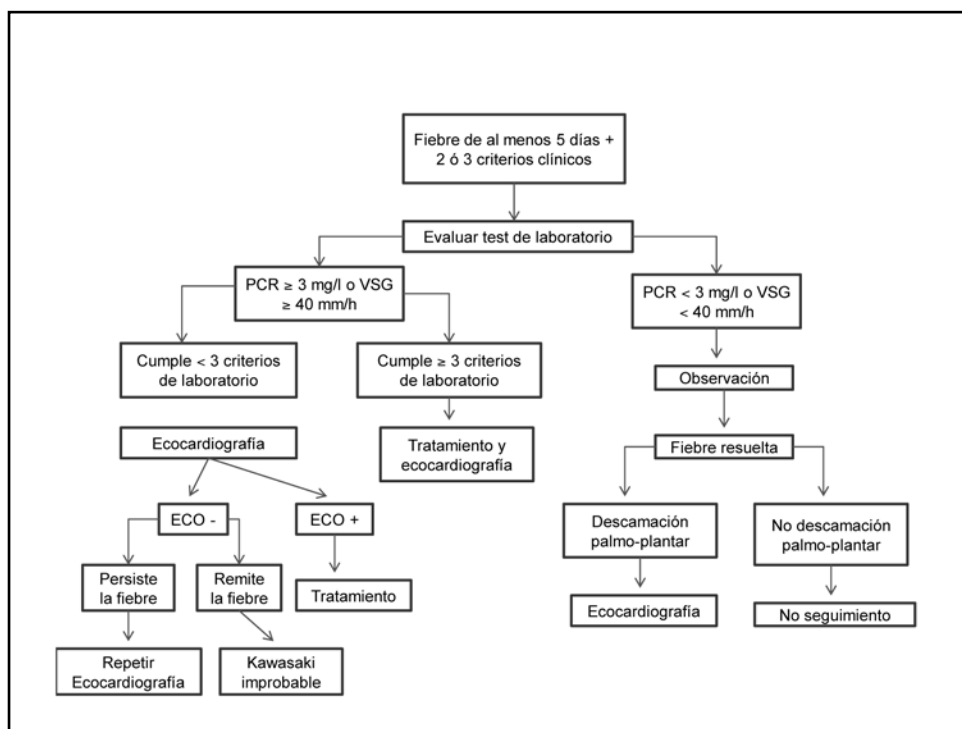 Fiebre de al menos 5 días +
2 ó 3 criterios clínicos
Evaluar test de laboratorio
PCR ≥ 3 mg/l o VSG
≥ 40 mm/h
PCR < 3 mg/l o VSG
< 40 mm/h
Cumple < 3 criterios
de laboratorio
Cumple ≥ 3 criterios
de laboratorio
Observación
Ecocardiografía
Tratamiento y
ecocardiografía
Fiebre resuelta
ECO -
ECO +
Descamación
palmo-plantar
No descamación
palmo-plantar
Persiste
la fiebre
Remite
la fiebre
Tratamiento
Ecocardiografía
No seguimiento
Repetir
Ecocardiografía
Kawasaki
improbable